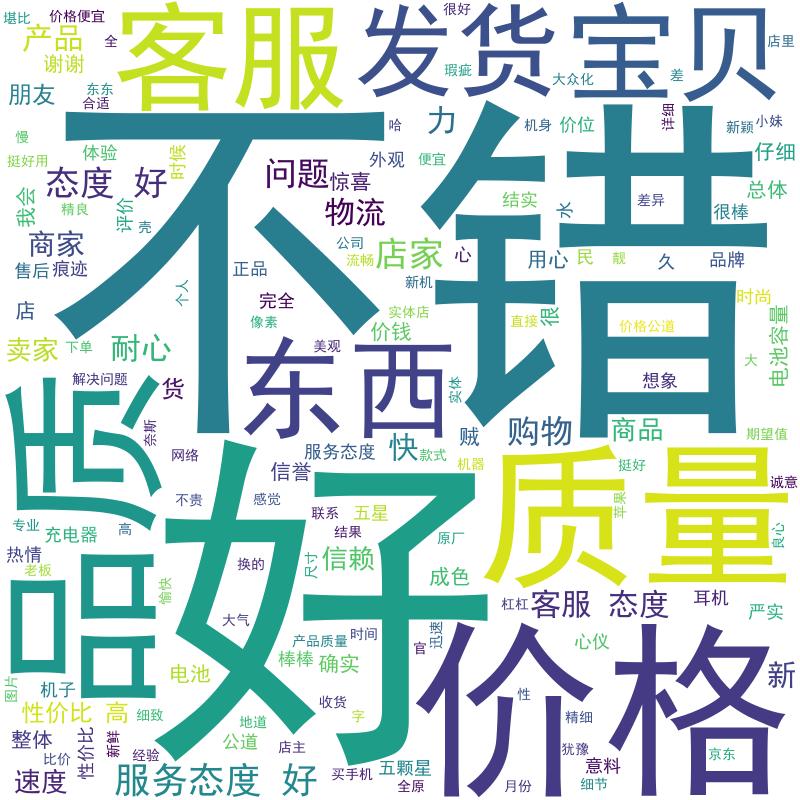 堪比
价格便宜
全
客服
发货
宝贝
很好
店里
产品
谢谢
瑕疵
大众化
差
朋友
东东
合适
不错
哈
力
机身
价位
详细
新颖
小妹
慢
挺好用
体验
时候
问题
外观
便宜
仔细
态度 好
惊喜
结实
差异
总体
我会
精良
评价
壳
物流
水
很棒
商家
公司
店家
心
用心
民
靓
久
品牌
售后
痕迹
正品
流畅
新机
店
个人
完全
实体店
直接
很
时尚
像素
价钱
价格公道
电池容量
卖家
下单
耐心
东西
美观
大
解决问题
货
实体
想象
品质
奈斯
购物
商品
期望值
网络
服务态度
快
款式
贼
信誉
机器
质量
挺好
诚意
不贵
感觉
好
苹果
专业
充电器
高
联系
五星
良心
热情
结果
原厂
老板
愉快
换的
尺寸
信赖
成色
杠杠
客服 态度
耳机
严实
大气
产品质量
时间
官
迅速
心仪
电池
棒棒
确实
价格
新
图片
机子
收货
性
性价比 高
细致
地道
字
精细
整体
公道
店主
犹豫
京东
比价
性价比
新鲜
经验
买手机
五颗星
意料
速度
服务态度 好
全原
月份
细节